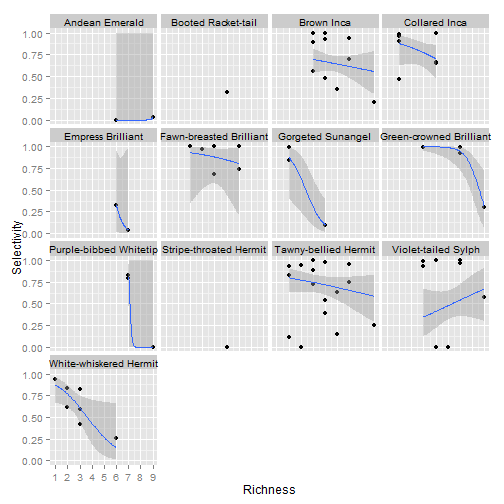 Andean Emerald Booted Racket-tail Brown Inca Collared Inca
1.00
0.75
0.50
0.25
0.00
Empress Brilliant Fawn-breasted Brilliant Gorgeted Sunangel Green-crowned Brilliant
1.00
0.75
0.50
0.25
0.00
Purple-bibbed Whitetip Stripe-throated Hermit Tawny-bellied Hermit Violet-tailed Sylph
1.00
0.75
0.50
0.25
0.00
White-whiskered Hermit
1.00
0.75
0.50
0.25
0.00
1 2 3 4 5 6 7 8 9
Selectivity
Richness